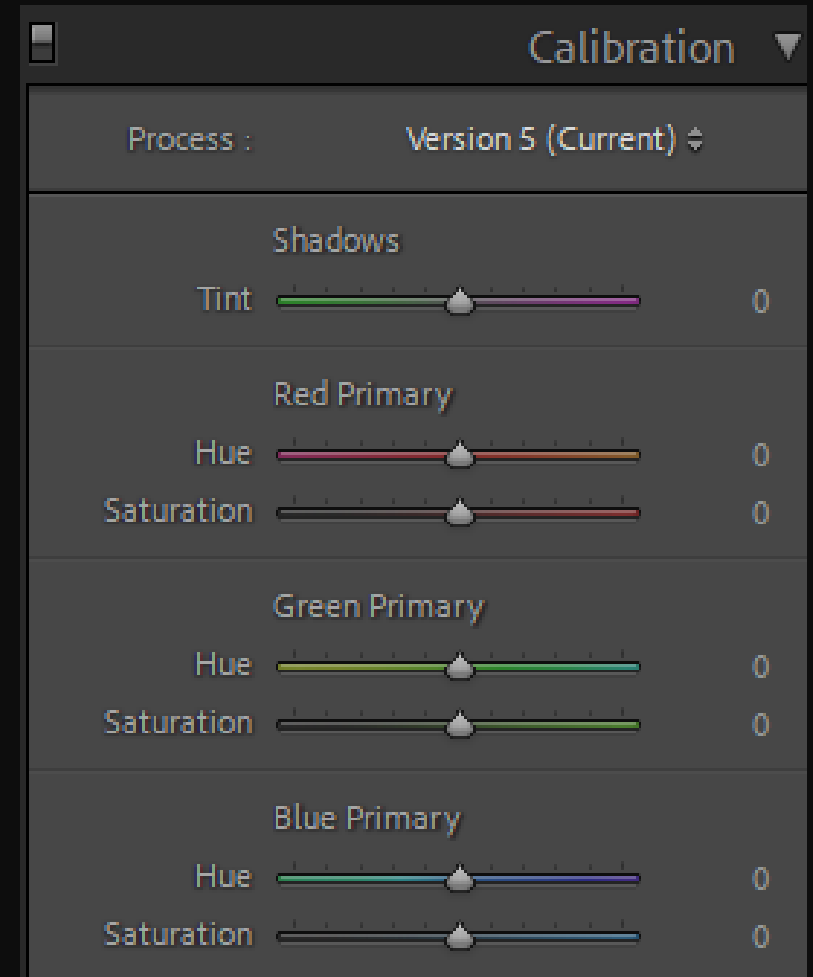 Calibration
Process : Version 5 (Current)
Shadows
Tint 0
Red Primary
Hue 0
Saturation 0
Green Primary
Hue 0
Saturation 0
Blue Primary
Hue 0
Saturation 0